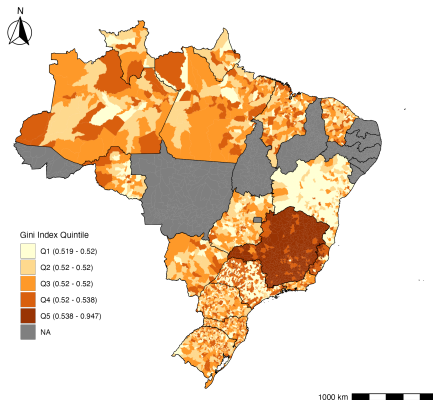 N
Gini Index Quintile
Q1 (0.519 - 0.52)
Q2 (0.52 - 0.52)
Q3 (0.52 - 0.52)
Q4 (0.52 - 0.538)
Q5 (0.538 - 0.947)
NA
1000 km